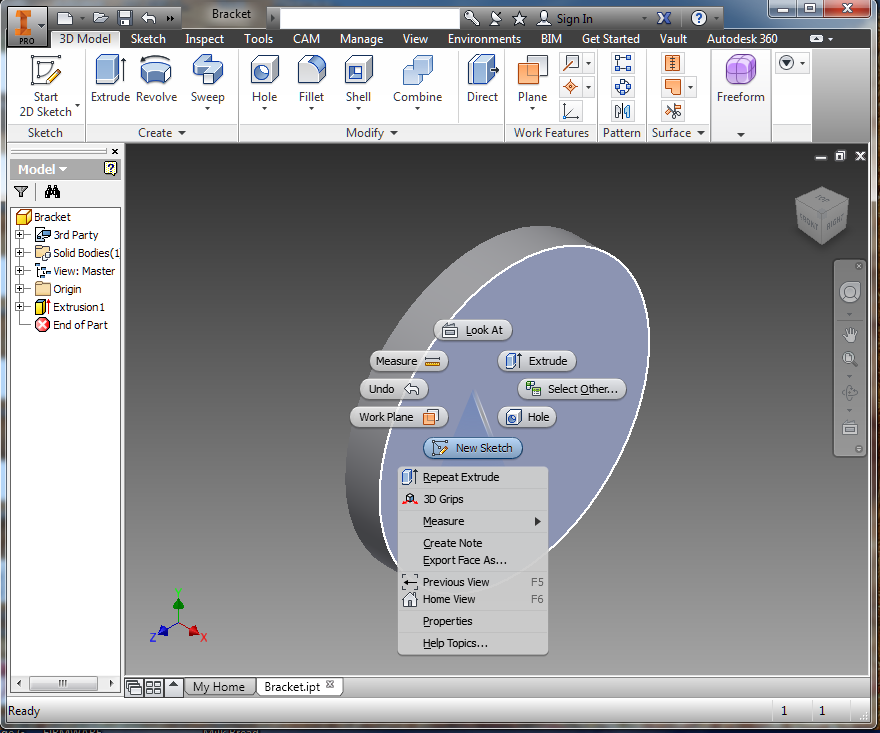 Bracket
Sign In
PRO
3D Model Sketch Inspect Tools CAM Manage View Environments BIM Get Started Vault Autodesk 360
Start
2D Sketch
Extrude Revolve Sweep
Hole Fillet Shell Combine
Direct
Plane
Freeform
Sketch Create Modify Work Features Pattern Surface
Model
Bracket
3rd Party
Solid Bodies(1
View: Master
Origin
Extrusion1
End of Part
FRONT RIGHT
Look At
Measure Extrude
Undo Select Other...
Work Plane Hole
New Sketch
Repeat Extrude
3D Grips
Measure
Create Note
Export Face As...
Previous View F5
Home View F6
Properties
Help Topics...
Y
Z X
My Home Bracket.ipt
Ready 1 1